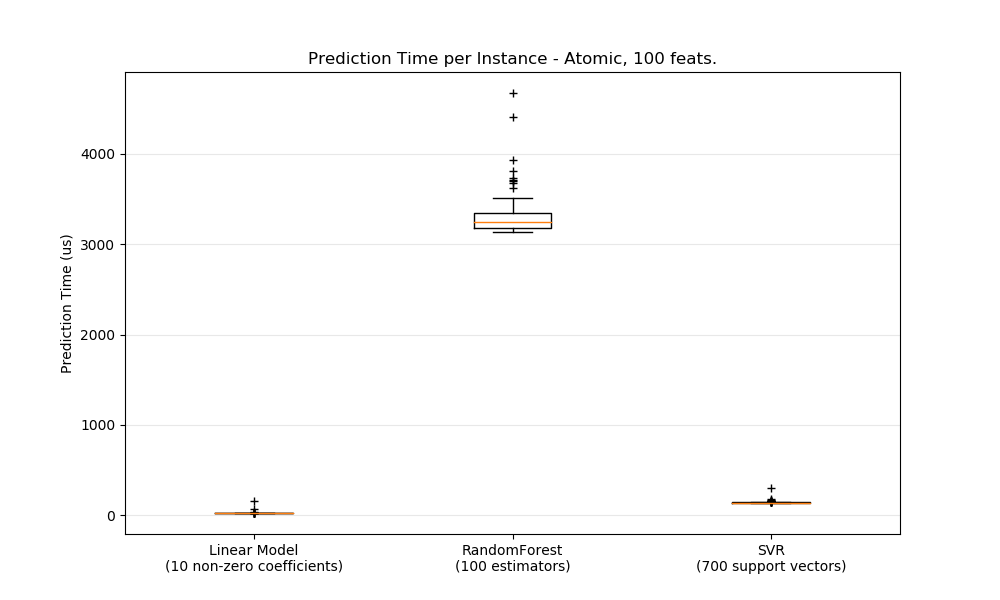 Prediction Time per Instance - Atomic, 100 feats.
Prediction Time (us)
4000
3000
2000
1000
0
Linear Model
(10 non-zero coefficients)
RandomForest
(100 estimators)
SVR
(700 support vectors)